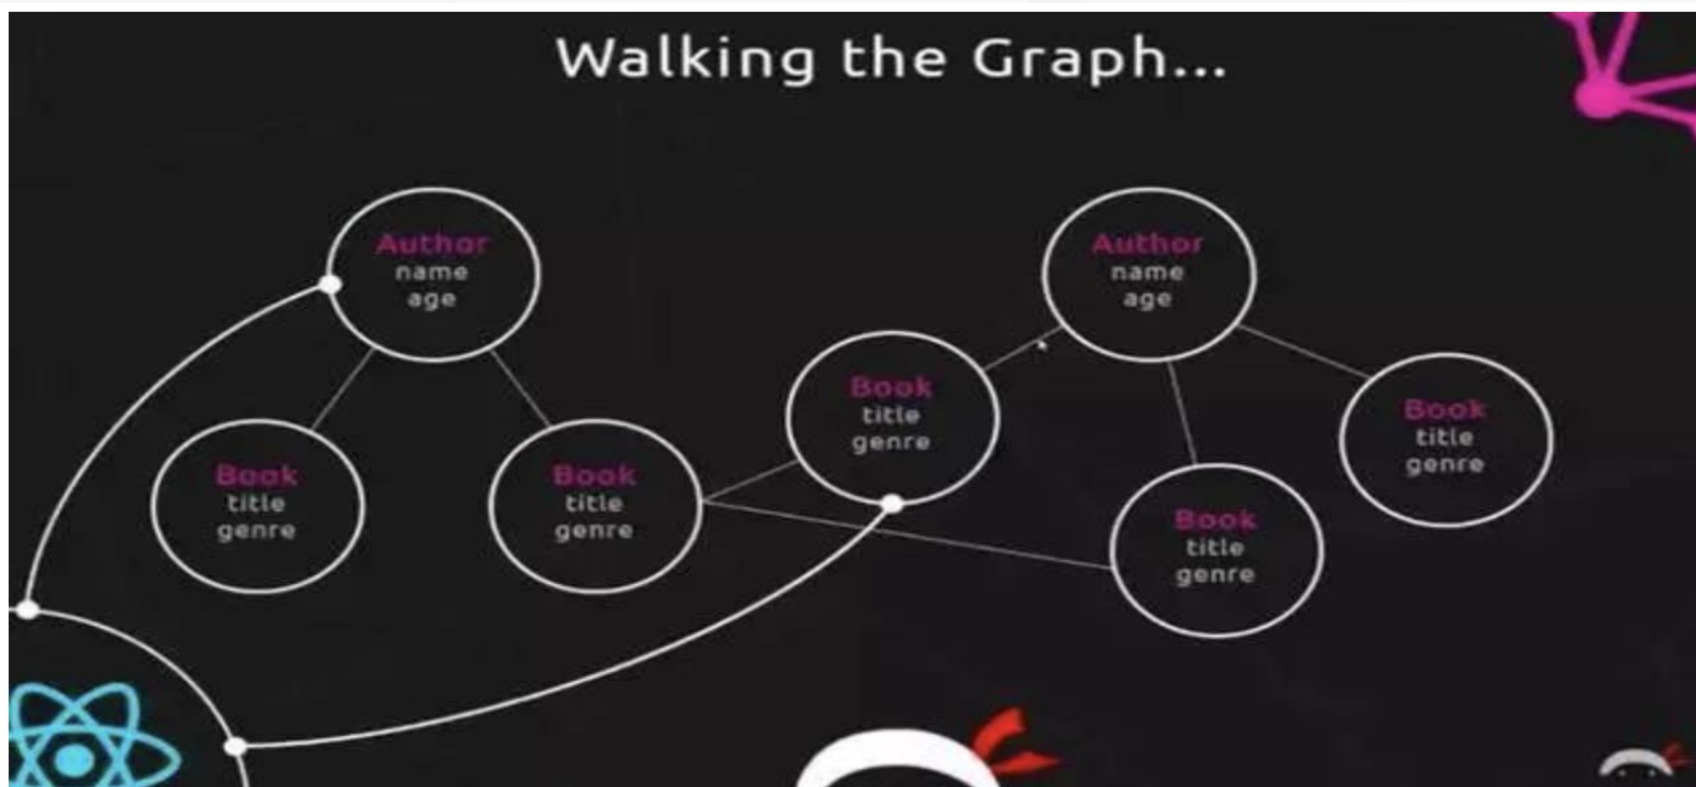 Walking the Graph...
Author
name
age
Book
title
genre
Book
title
genre
Book
title
genre
Author
name
age
Book
title
genre
Book
title
genre